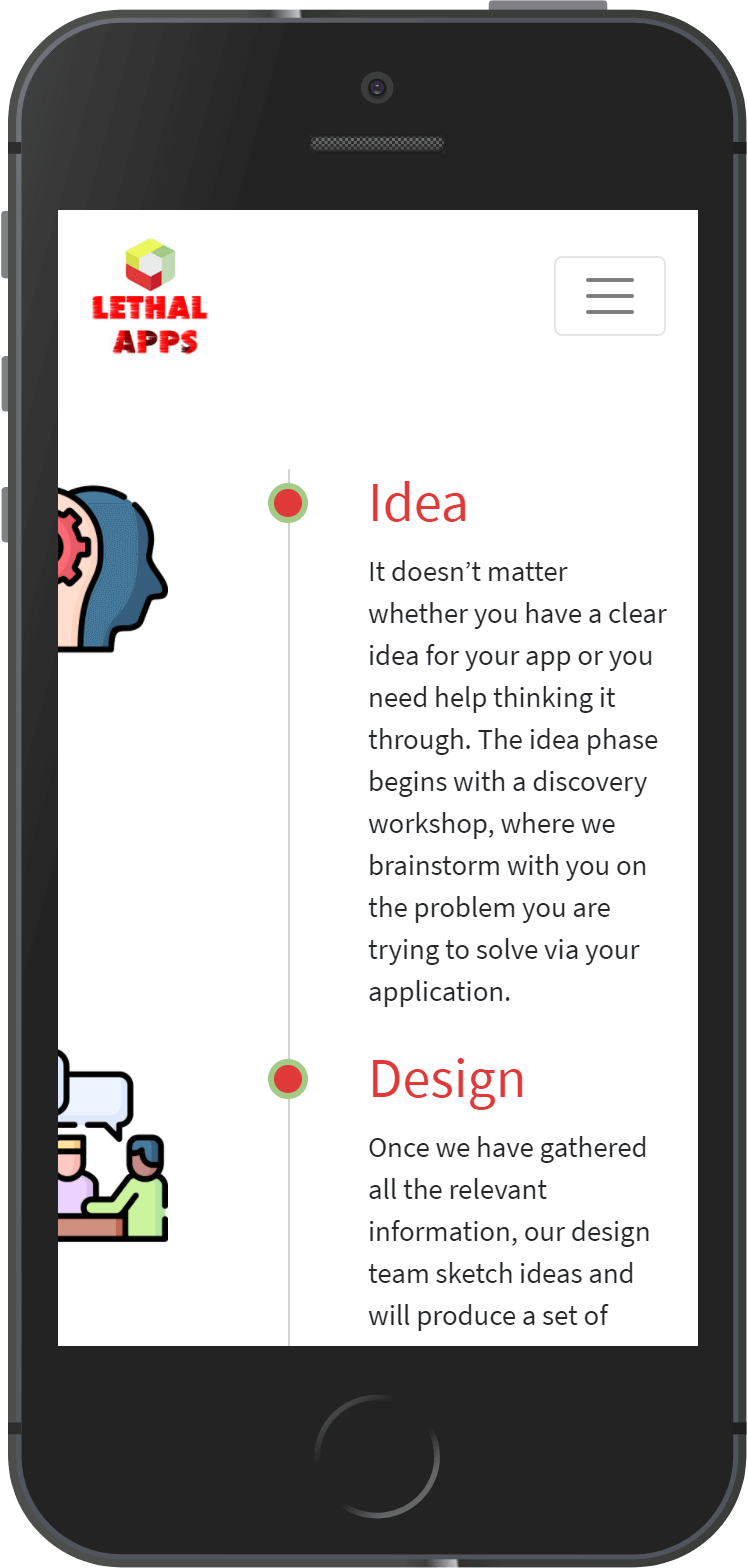 LETHAL
APPS
Idea
It doesn’t matter
whether you have a clear
idea for your app or you
need help thinking it
through. The idea phase
begins with a discovery
workshop, where we
brainstorm with you on
the problem you are
trying to solve via your
application.
Design
Once we have gathered
all the relevant
information, our design
team sketch ideas and
will produce a set of